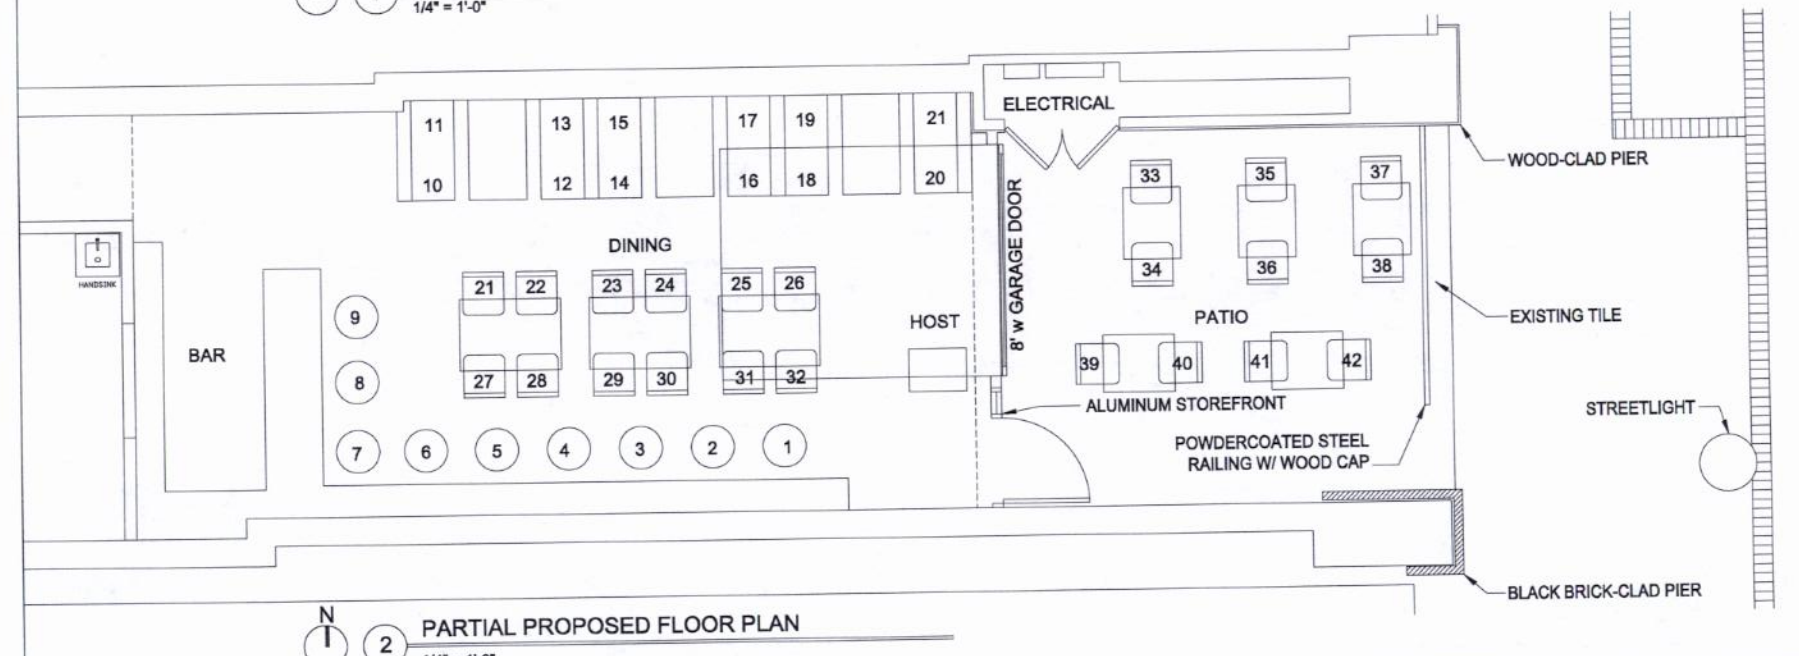 1/4" = 1'-0"
ELECTRICAL
11 13 15 17 19 21
10 12 14 16 18 20
33 35 37
WOOD-CLAD PIER
8' w GARAGE DOOR
DINING
HANDSINK
34 36 38
21 22 23 24 25 26
9
HOST
PATIO
EXISTING TILE
BAR
8
27 28 29 30 31 32
39 40 41 42
ALUMINUM STOREFRONT
STREETLIGHT
7 6 5 4 3 2 1
POWDERCOATED STEEL
RAILING W/ WOOD CAP
BLACK BRICK-CLAD PIER
N
2 PARTIAL PROPOSED FLOOR PLAN